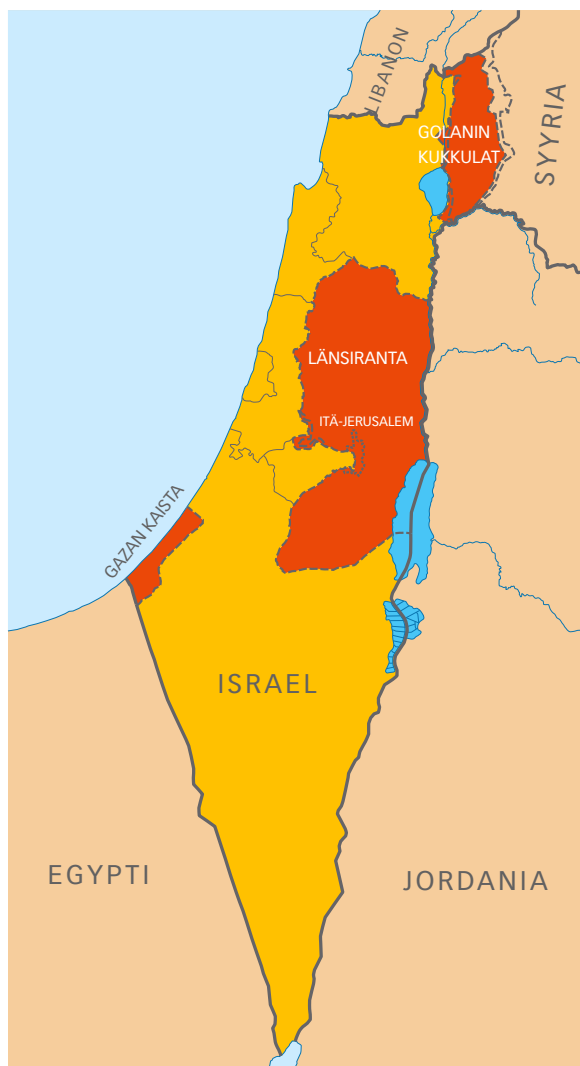 LIBANON
GOLANIN
KUKKULAT
SYYRIA
LÄNSIRANTA
ITÄ-JERUSALEM
GAZAN KAISTA
ISRAEL
EGYPTI
JORDANIA